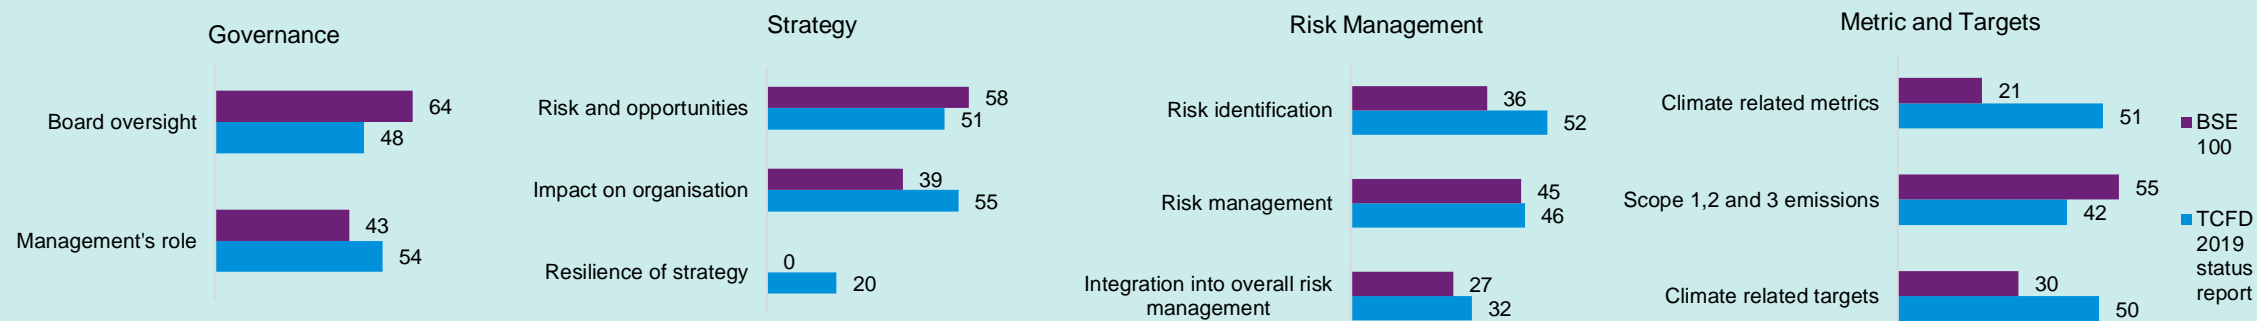 Governance
Board oversight
64
48
Management's role
43
54
Strategy
Risk and opportunities
58
51
Impact on organisation
39
55
Resilience of strategy
0
20
Risk Management
Risk identification
36
52
Risk management
45
46
Integration into overall risk
management
27
32
Metric and Targets
Climate related metrics
21
51
Scope 1,2 and 3 emissions
55
42
Climate related targets
30
50
BSE
100
TCFD
2019
status
report